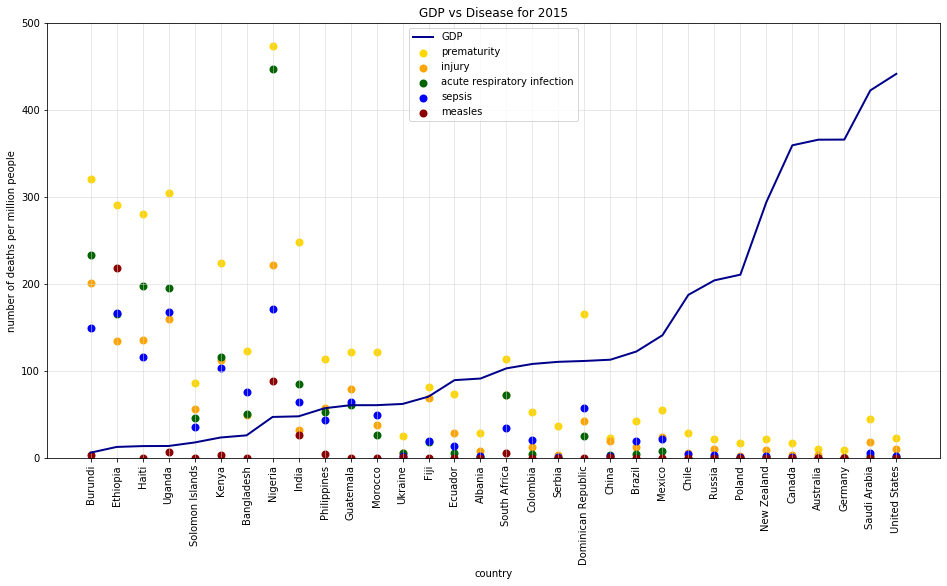 GDP vs Disease for 2015
GDP
prematurity
injury
acute respiratory infection
sepsis
measles
number of deaths per million people
500
400
300
200
100
0
Burundi
Ethiopia
Haiti
Uganda
Solomon Islands
Kenya
Bangladesh
Nigeria
India
Philippines
Guatemala
Morocco
Ukraine
Fiji
Ecuador
Albania
South Africa
Colombia
Serbia
Dominican Republic
China
Brazil
Mexico
Chile
Russia
Poland
New Zealand
Canada
Australia
Germany
Saudi Arabia
United States
country